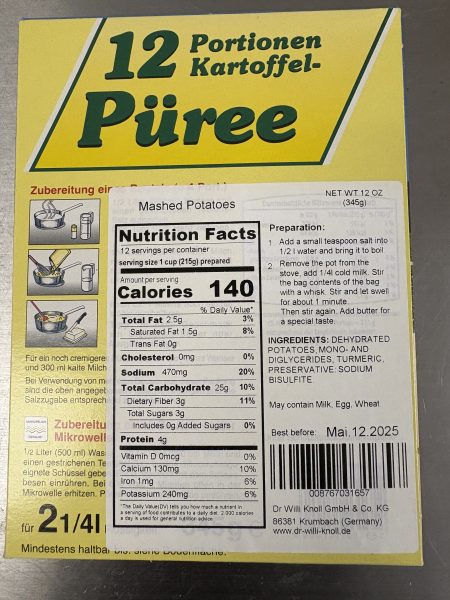 12 Portionen
Kartoffel-
Püree
Zubereitung
NET WT 12 OZ
(345g)
Mashed Potatoes
Nutrition Facts
12 servings per container
serving size 1 cup (215g) prepared
Amount per serving
Calories 140
% Daily Value*
Total Fat 2.5g 3%
Saturated Fat 1 5g 8%
Trans Fat 0g
Cholesterol 0mg 0%
Sodium 470mg 20%
Total Carbohydrate 25g 10%
Dietary Fiber 3g 11%
Total Sugars 3g
Includes 0g Added Sugars 0%
Protein 4g
Vitamin D 0mcg 0%
Calcium 130mg 10%
Iron 1mg 6%
Potassium 240mg 6%
*The Daily Value(DV) tells you how much a nutrient in
a serving of food contributes to a daily diet. 2,000 calories
a day is used for general nutrition advice.
Preparation:
1. Add a small teaspoon salt into
1/2 l water and bring it to boil
2. Remove the pot from the
stove, add 1/4l cold milk. Stir
the bag contents of the bag
with a whisk. Stir and let swell
for about 1 minute.
Then stir again. Add butter for
a special taste.
INGREDIENTS: DEHYDRATED
POTATOES, MONO- AND
DIGLYCERIDES, TURMERIC,
PRESERVATIVE: SODIUM
BISULFITE.
May contain Milk, Egg, Wheat.
Best before: Mai.12.2025
008767031657
Dr Willi Knoll GmbH & Co. KG
86381 Krumbach (Germany)
www.dr-willi-knoll.de
Für ein noch cremigere
und 300 ml kalte Milch
Bei Verwendung von
sind die oben angegeb
Salzzugabe entsprech
Zubereitu
Mikrowell
1/2 Liter (500 ml) Was
einen gestrichenen Te
eignete Schüssel gebe
besen einrühren. Bei
Mikrowelle erhitzen. P
für 2 1/4l
Mindestens haltbar bis: siehe Bodenfläche.